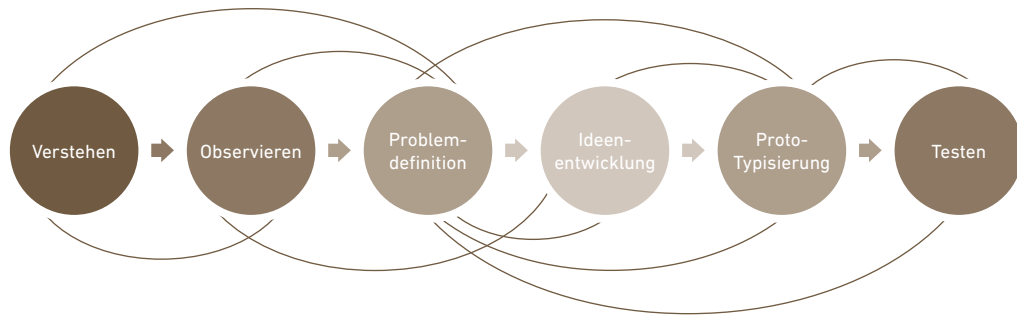 Verstehen
Observieren
Problem-
definition
Ideen-
entwicklung
Proto-
Typisierung
Testen